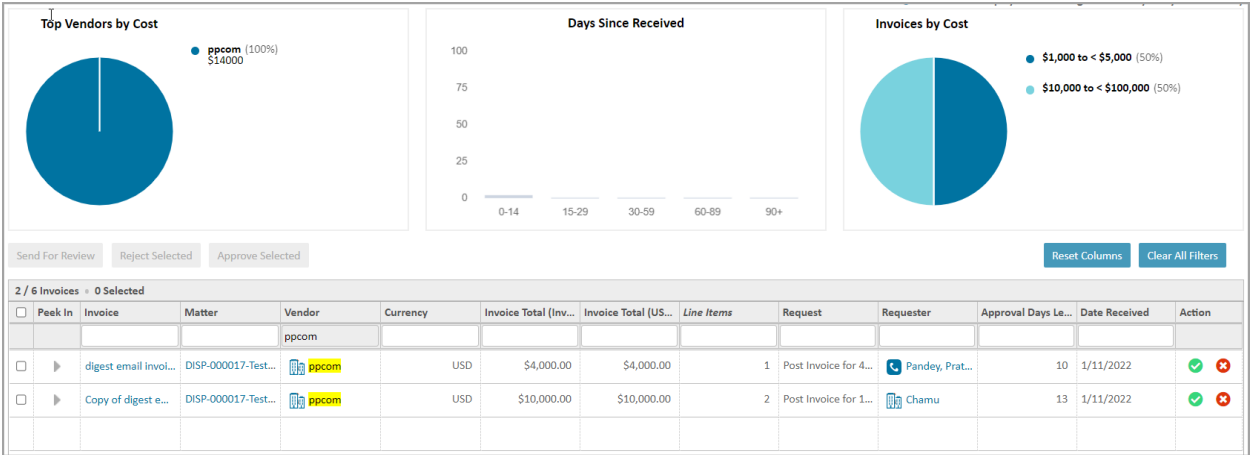 Top Vendors by Cost
ppcom (100%)
$14000
Days Since Received
100
75
50
25
0
0-14 15-29 30-59 60-89 90+
Invoices by Cost
$1,000 to < $5,000 (50%)
$10,000 to < $100,000 (50%)
Send For Review Reject Selected Approve Selected Reset Columns Clear All Filters
2 / 6 Invoices 0 Selected
Peek In Invoice Matter Vendor Currency Invoice Total (Inv... Invoice Total (US... Line Items Request Requester Approval Days Le... Date Received Action
ppcom
digest email invoi... DISP-000017-Test... ppcom USD $4,000.00 $4,000.00 1 Post Invoice for 4... Pandey, Prat... 10 1/11/2022
Copy of digest e... DISP-000017-Test... ppcom USD $10,000.00 $10,000.00 2 Post Invoice for 1... Chamu 13 1/11/2022